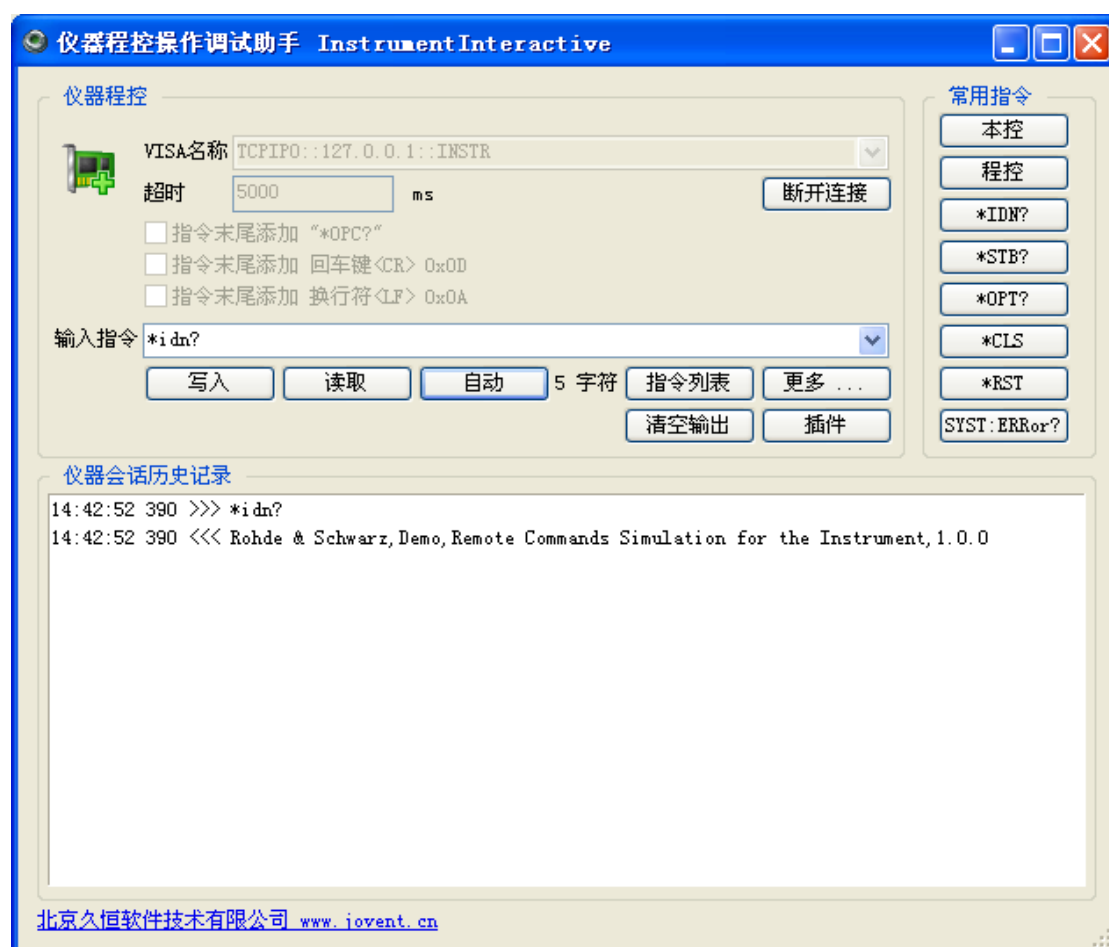 仪器程控操作调试助手 InstrumentInteractive
仪器程控
VISA名称 TCPIP0::127.0.0.1::INSTR
超时 5000 ms 断开连接
指令末尾添加 "*OPC?"
指令末尾添加 回车键<CR> 0x0D
指令末尾添加 换行符<LF> 0x0A
输入指令 *idn?
写入 读取 自动 5 字符 指令列表 更多 ...
清空输出 插件
常用指令
本控
程控
*IDN?
*STB?
*OPT?
*CLS
*RST
SYST:ERRor?
仪器会话历史记录
14:42:52 390 >>> *idn?
14:42:52 390 <<< Rohde & Schwarz,Demo,Remote Commands Simulation for the Instrument,1.0.0
北京久恒软件技术有限公司 www.jovent.cn